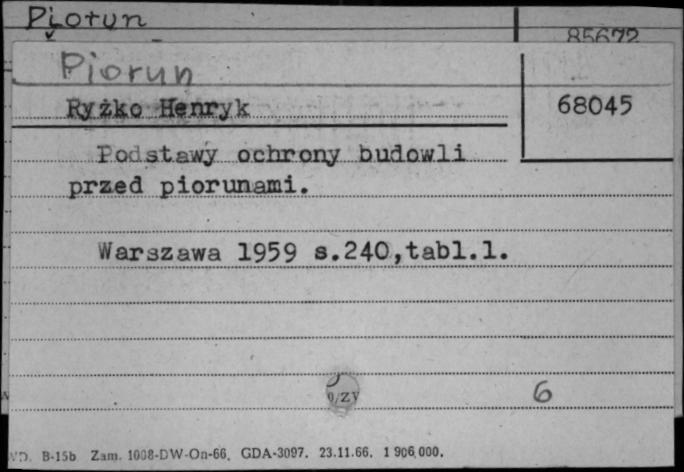 Piorun
85672
Piorun
Ryżko Henryk
68045
Podstawy ochrony budowli
przed piorunami.
Warszawa 1959 s.240,tabl.1.
6
B-15b Zam. 1008-DW-On-66. GDA-3097. 23.11.66. 1 906.000.